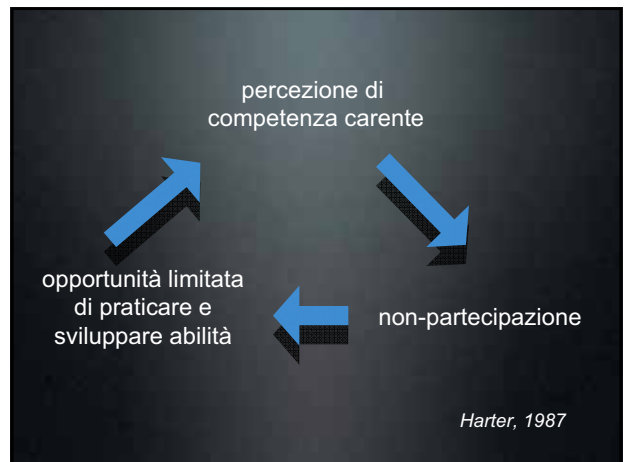 percezione di
competenza carente
opportunità limitata
di praticare e
sviluppare abilità
non-partecipazione
Harter, 1987